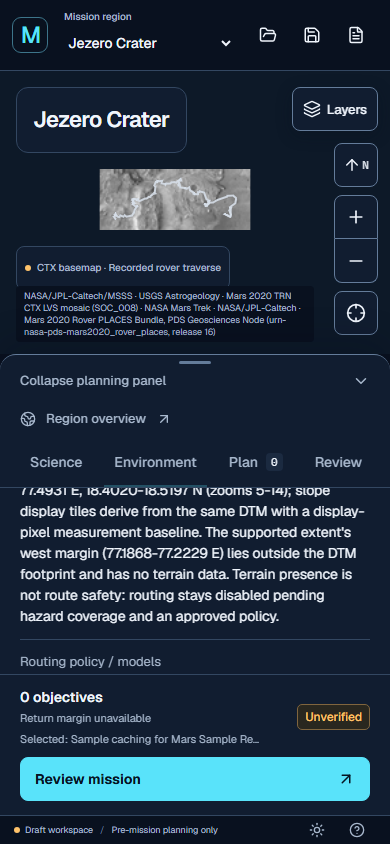 M
Mission region
Jezero Crater
Jezero Crater
Layers
N
CTX basemap · Recorded rover traverse
NASA/JPL-Caltech/MSSS · USGS Astrogeology · Mars 2020 TRN
CTX LVS mosaic (SOC_008) · NASA Mars Trek · NASA/JPL-Caltech ·
Mars 2020 Rover PLACES Bundle, PDS Geosciences Node (urn-
nasa-pds-mars2020_rover_places, release 16)
Collapse planning panel
Region overview
Science
Environment
Plan 0
Review
77.4931 E, 18.4020-18.5197 N (zooms 5-14); slope
display tiles derive from the same DTM with a display-
pixel measurement baseline. The supported extent's
west margin (77.1868-77.2229 E) lies outside the DTM
footprint and has no terrain data. Terrain presence is
not route safety: routing stays disabled pending
hazard coverage and an approved policy.
Routing policy / models
0 objectives
Return margin unavailable
Selected: Sample caching for Mars Sample Re...
Unverified
Review mission
Draft workspace / Pre-mission planning only